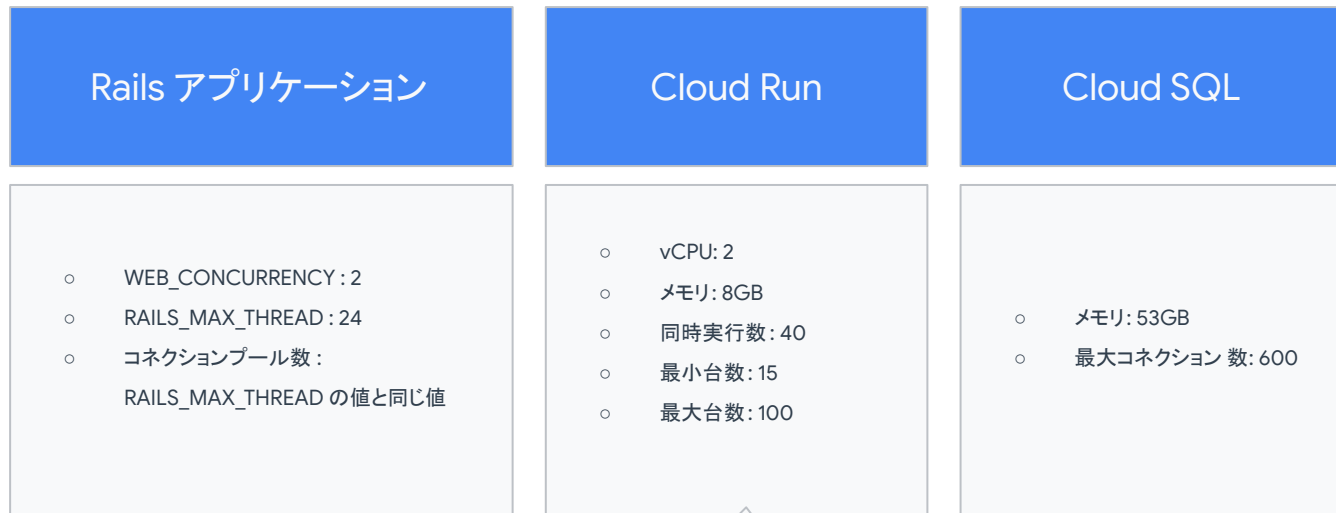 Rails アプリケーション
Cloud Run
Cloud SQL
○ WEB_CONCURRENCY : 2
○ RAILS_MAX_THREAD : 24
○ コネクションプール数 :
RAILS_MAX_THREAD の値と同じ値
○ vCPU: 2
○ メモリ: 8GB
○ 同時実行数: 40
○ 最小台数: 15
○ 最大台数: 100
○ メモリ: 53GB
○ 最大コネクション 数: 600